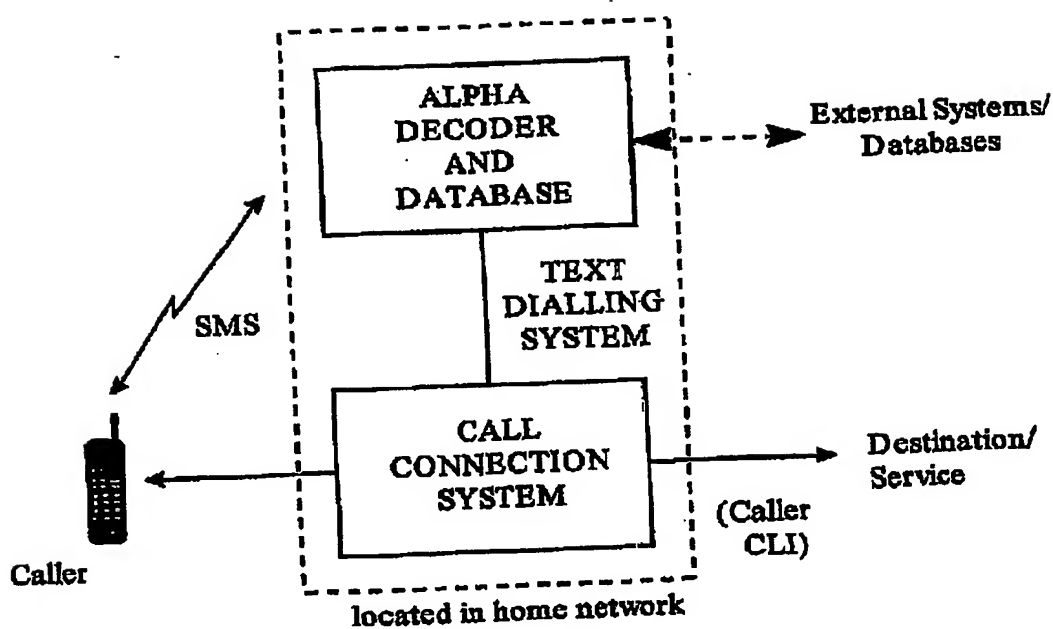 ALPHA
DECODER
AND
DATABASE
External Systems/
Databases
TEXT
DIALLING
SYSTEM
SMS
CALL
CONNECTION
SYSTEM
Destination/
Service
(Caller
CLI)
Caller
located in home network